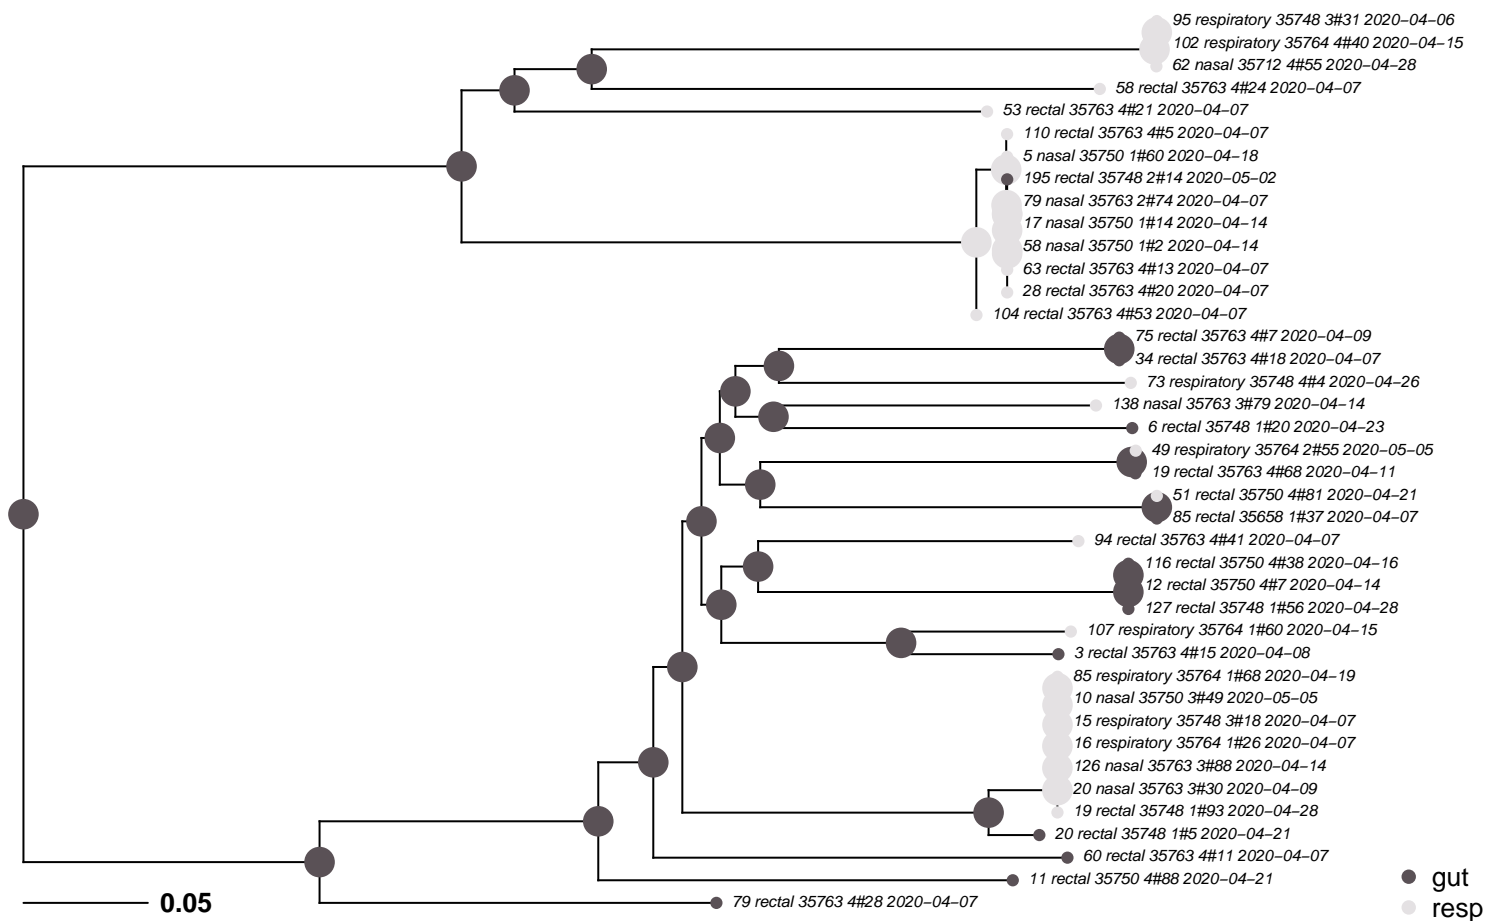 95 respiratory 35748 3#31 2020−04−06
102 respiratory 35764 4#40 2020−04−15
62 nasal 35712 4#55 2020−04−28
58 rectal 35763 4#24 2020−04−07
53 rectal 35763 4#21 2020−04−07
110 rectal 35763 4#5 2020−04−07
5 nasal 35750 1#60 2020−04−18
195 rectal 35748 2#14 2020−05−02
79 nasal 35763 2#74 2020−04−07
17 nasal 35750 1#14 2020−04−14
58 nasal 35750 1#2 2020−04−14
63 rectal 35763 4#13 2020−04−07
28 rectal 35763 4#20 2020−04−07
104 rectal 35763 4#53 2020−04−07
75 rectal 35763 4#7 2020−04−09
34 rectal 35763 4#18 2020−04−07
73 respiratory 35748 4#4 2020−04−26
138 nasal 35763 3#79 2020−04−14
6 rectal 35748 1#20 2020−04−23
49 respiratory 35764 2#55 2020−05−05
19 rectal 35763 4#68 2020−04−11
51 rectal 35750 4#81 2020−04−21
85 rectal 35658 1#37 2020−04−07
94 rectal 35763 4#41 2020−04−07
116 rectal 35750 4#38 2020−04−16
12 rectal 35750 4#7 2020−04−14
127 rectal 35748 1#56 2020−04−28
107 respiratory 35764 1#60 2020−04−15
3 rectal 35763 4#15 2020−04−08
85 respiratory 35764 1#68 2020−04−19
10 nasal 35750 3#49 2020−05−05
15 respiratory 35748 3#18 2020−04−07
16 respiratory 35764 1#26 2020−04−07
126 nasal 35763 3#88 2020−04−14
20 nasal 35763 3#30 2020−04−09
19 rectal 35748 1#93 2020−04−28
20 rectal 35748 1#5 2020−04−21
60 rectal 35763 4#11 2020−04−07
11 rectal 35750 4#88 2020−04−21
79 rectal 35763 4#28 2020−04−07
0.05
gut
resp